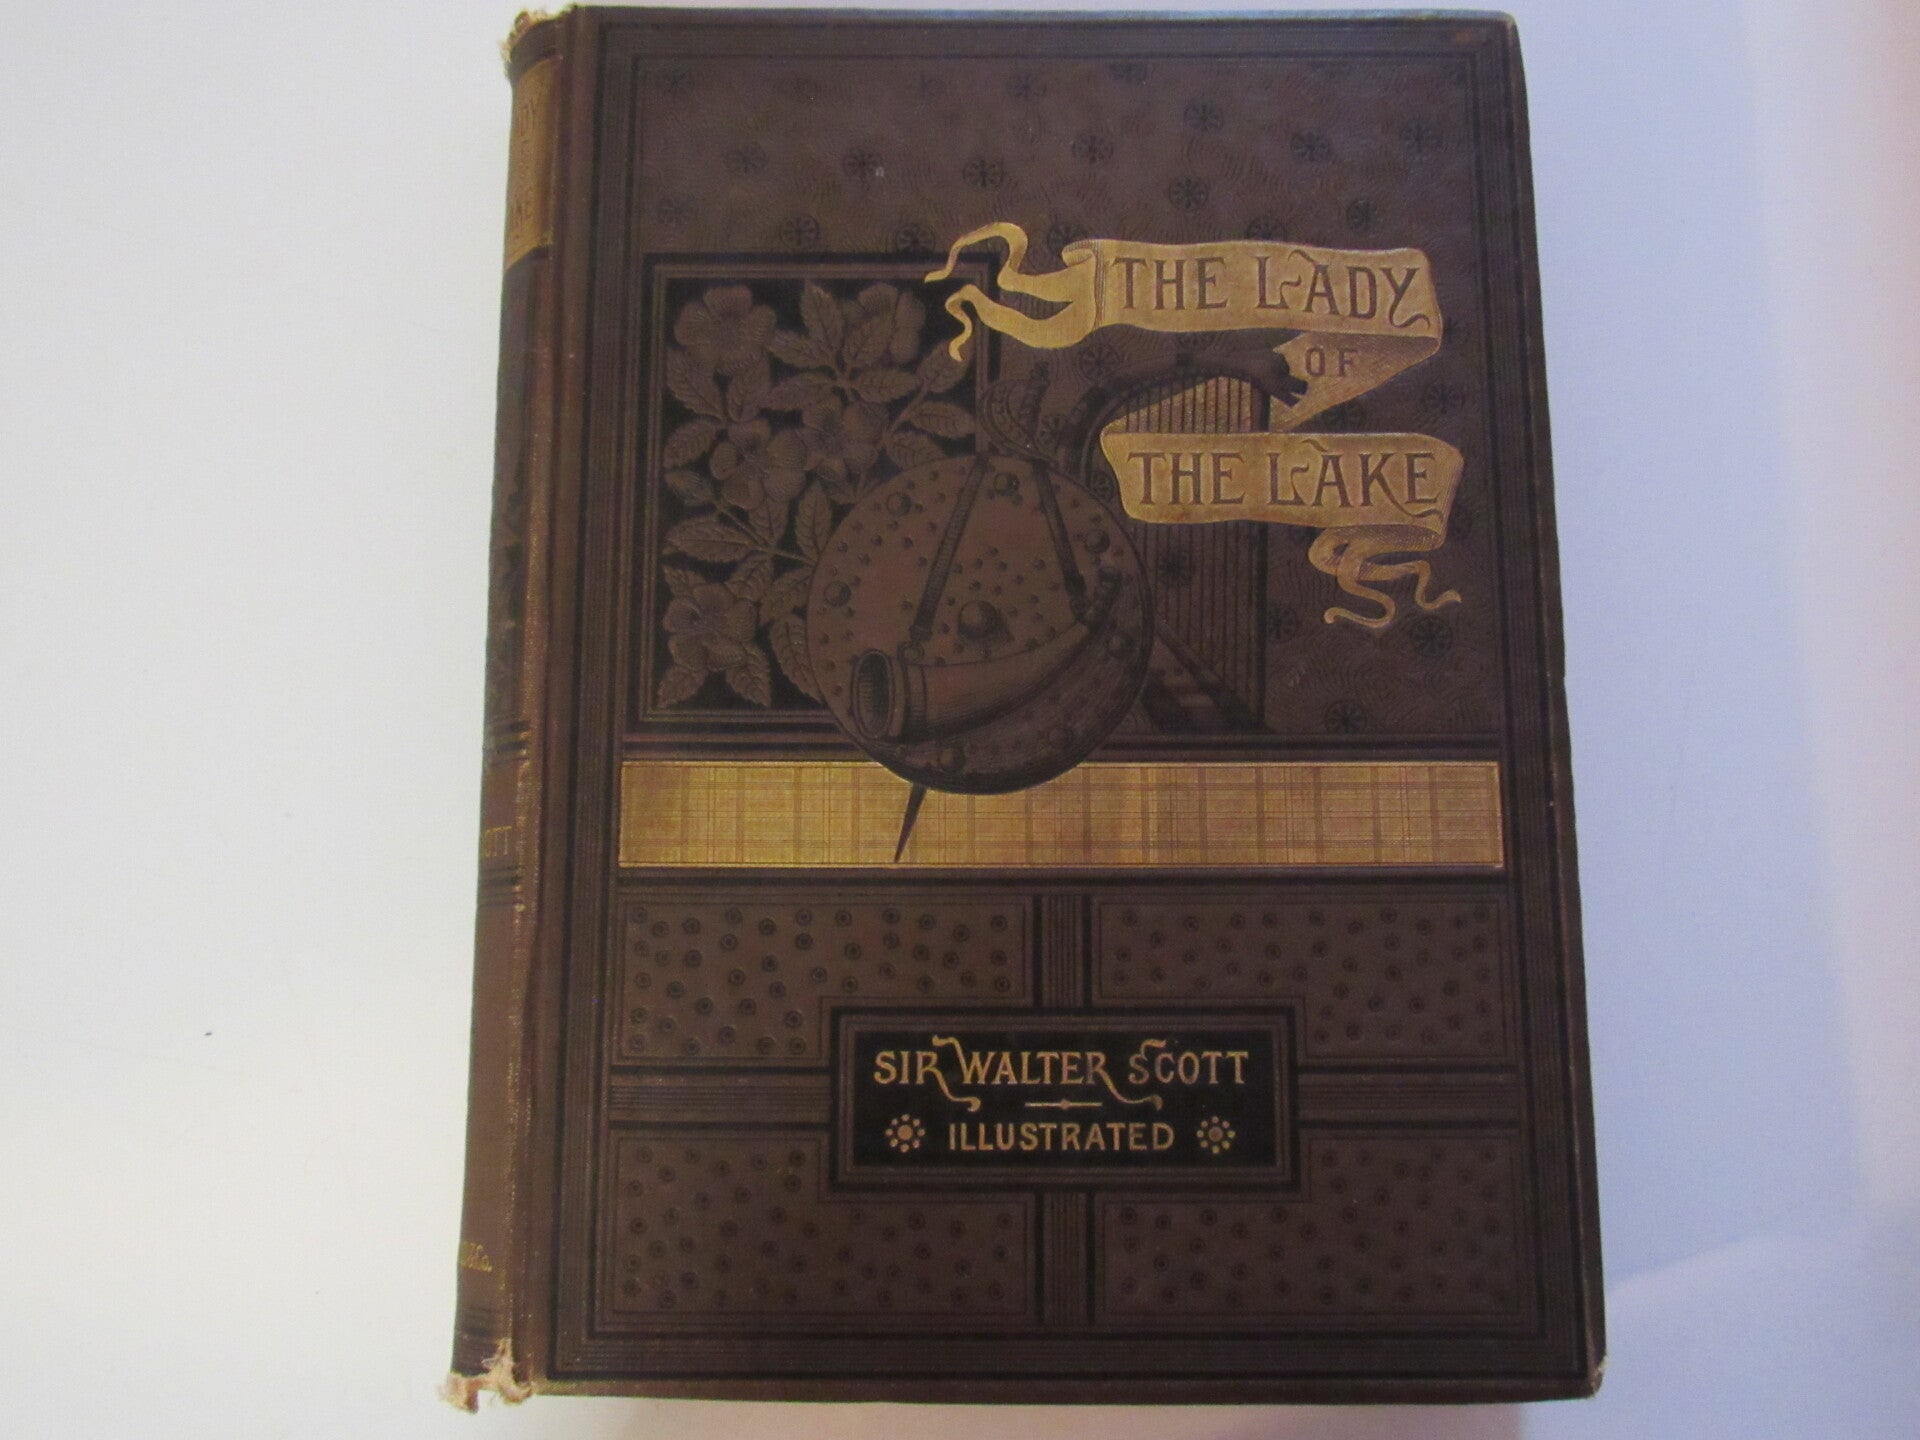 THE LADY
OF
THE LAKE
SIR WALTER SCOTT
ILLUSTRATED